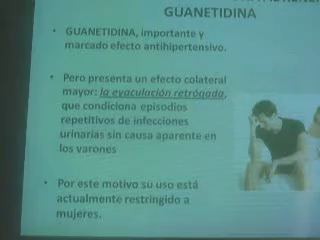 GUANETIDINA
• GUANETIDINA, importante y
marcado efecto antihipertensivo.
• Pero presenta un efecto colateral
mayor: la evaculación retrógada,
que condiciona episodios
repetitivos de infecciones
urinarias sin causa aparente en
los varones
• Por este motivo su uso está
actualmente restringido a
mujeres.